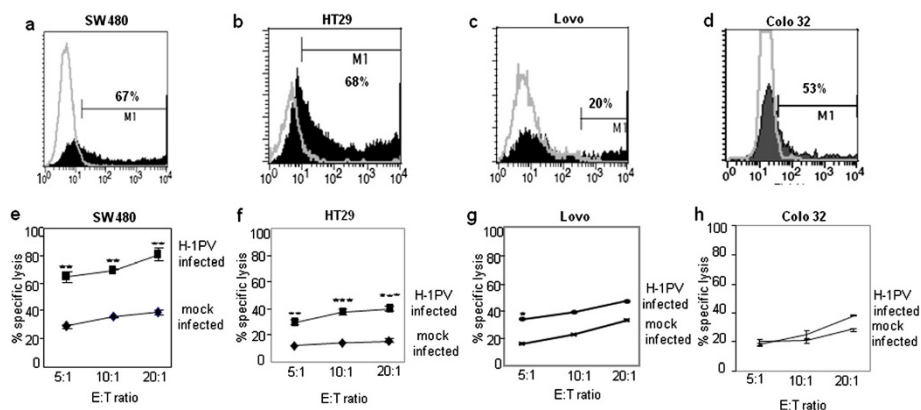 a
SW480
67%
M1
10⁰ 10¹ 10² 10³ 10⁴
b
HT29
M1
68%
10⁰ 10¹ 10² 10³ 10⁴
c
Lovo
20%
M1
10⁰ 10¹ 10² 10³ 10⁴
d
Colo 32
53%
M1
10⁰ 10¹ 10² 10³ 10⁴
e
SW480
% specific lysis
100
80
60
40
20
0
** ** **
H-1PV
infected
mock
infected
5:1 10:1 20:1
E:T ratio
f
HT29
% specific lysis
100
80
60
40
20
0
** *** ***
H-1PV
infected
mock
infected
5:1 10:1 20:1
E:T ratio
g
Lovo
% specific lysis
100
80
60
40
20
0
*
H-1PV
infected
mock
infected
5:1 10:1 20:1
E:T ratio
h
Colo 32
% specific lysis
100
80
60
40
20
0
H-1PV
infected
mock
infected
5:1 10:1 20:1
E:T ratio